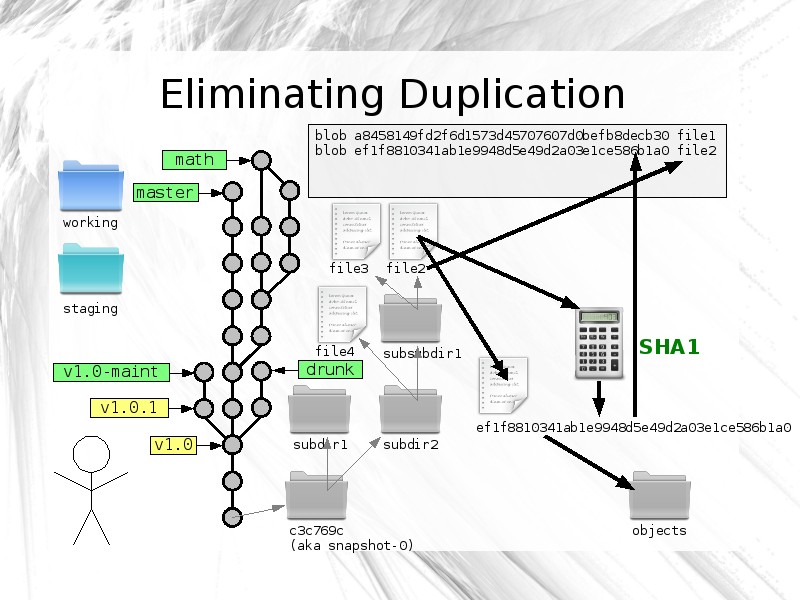 Eliminating Duplication
blob a8458149fd2f6d1573d45707607d0befb8decb30 file1
blob ef1f8810341ab1e9948d5e49d2a03e1ce586b1a0 file2
math
master
working
staging
file3
file2
file4
subsubdir1
SHA1
v1.0-maint
drunk
v1.0.1
v1.0
subdir1
subdir2
ef1f8810341ab1e9948d5e49d2a03e1ce586b1a0
c3c769c
(aka snapshot-0)
objects